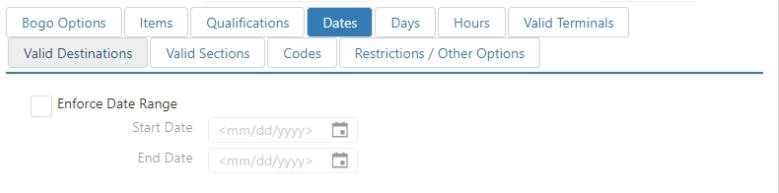 Bogo Options Items Qualifications Dates Days Hours Valid Terminals
Valid Destinations Valid Sections Codes Restrictions / Other Options
Enforce Date Range
Start Date <mm/dd/yyyy>
End Date <mm/dd/yyyy>